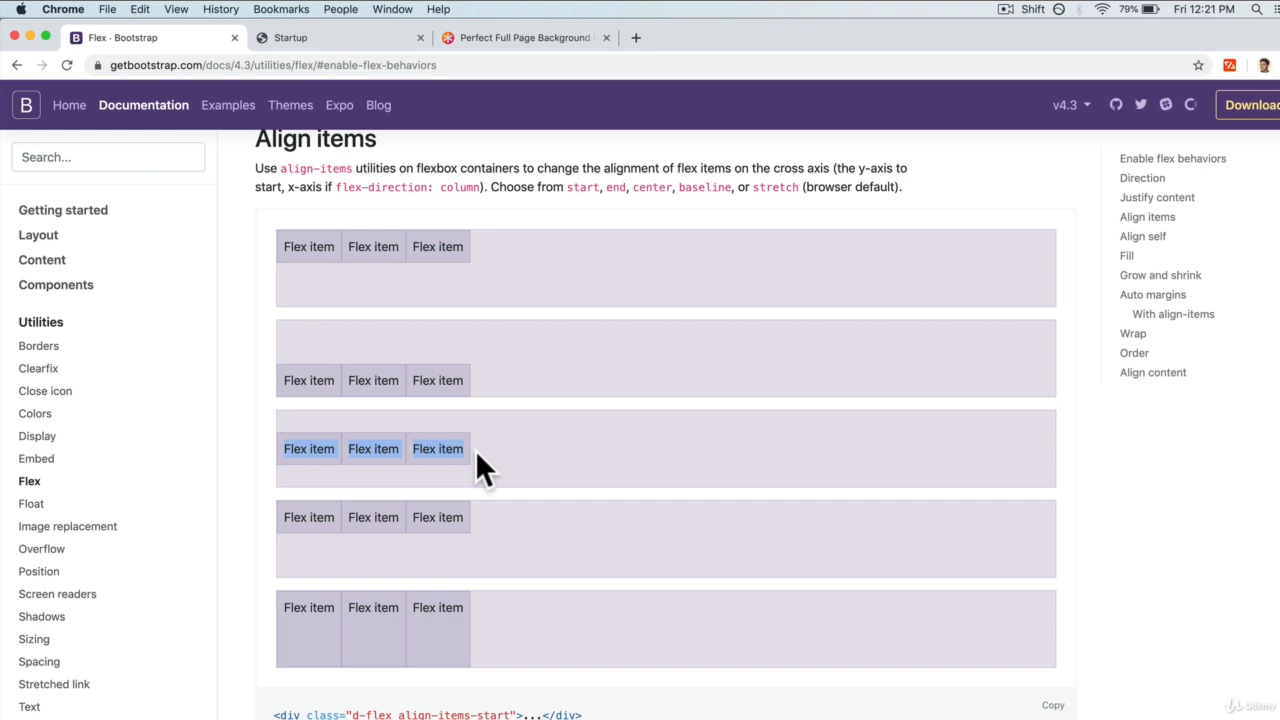 Chrome File Edit View History Bookmarks People Window Help Shift 79% Fri 12:21 PM
Flex · Bootstrap Startup Perfect Full Page Background
getbootstrap.com/docs/4.3/utilities/flex/#enable-flex-behaviors
B Home Documentation Examples Themes Expo Blog v4.3 Download
Search...
Getting started
Layout
Content
Components
Utilities
Borders
Clearfix
Close icon
Colors
Display
Embed
Flex
Float
Image replacement
Overflow
Position
Screen readers
Shadows
Sizing
Spacing
Stretched link
Text
Align items
Use align-items utilities on flexbox containers to change the alignment of flex items on the cross axis (the y-axis to
start, x-axis if flex-direction: column). Choose from start, end, center, baseline, or stretch (browser default).
Flex item Flex item Flex item
Flex item Flex item Flex item
Flex item Flex item Flex item
Flex item Flex item Flex item
Flex item Flex item Flex item
Copy
<div class="d-flex align-items-start">...</div>
Enable flex behaviors
Direction
Justify content
Align items
Align self
Fill
Grow and shrink
Auto margins
With align-items
Wrap
Order
Align content
Udemy